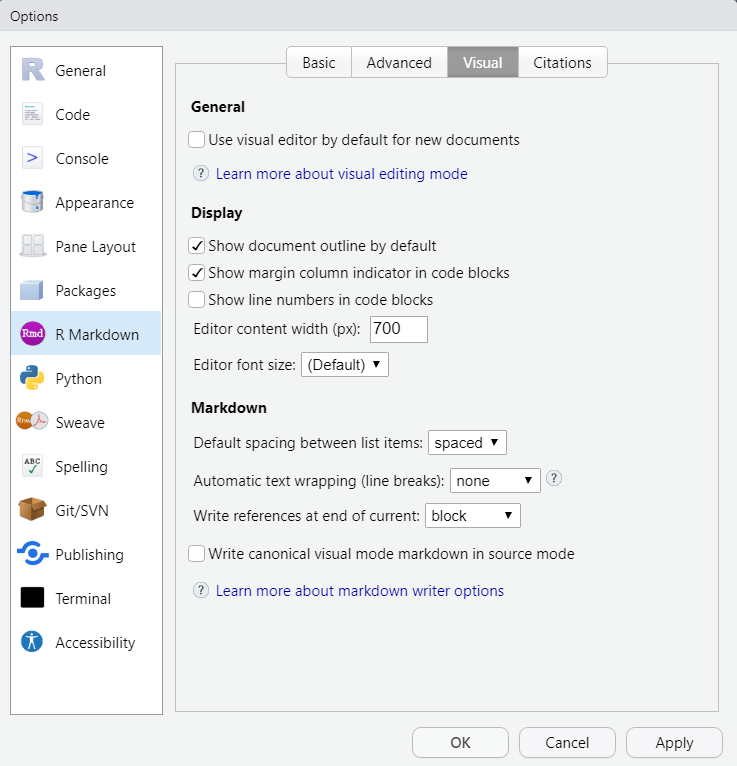 Options
R
General
Code
>
Console
Appearance
Pane Layout
Packages
Rmd
R Markdown
Python
Sweave
ABC
Spelling
Git/SVN
Publishing
Terminal
Accessibility
Basic Advanced Visual Citations
General
Use visual editor by default for new documents
? Learn more about visual editing mode
Display
Show document outline by default
Show margin column indicator in code blocks
Show line numbers in code blocks
Editor content width (px): 700
Editor font size: (Default)
Markdown
Default spacing between list items: spaced
Automatic text wrapping (line breaks): none ?
Write references at end of current: block
Write canonical visual mode markdown in source mode
? Learn more about markdown writer options
OK Cancel Apply